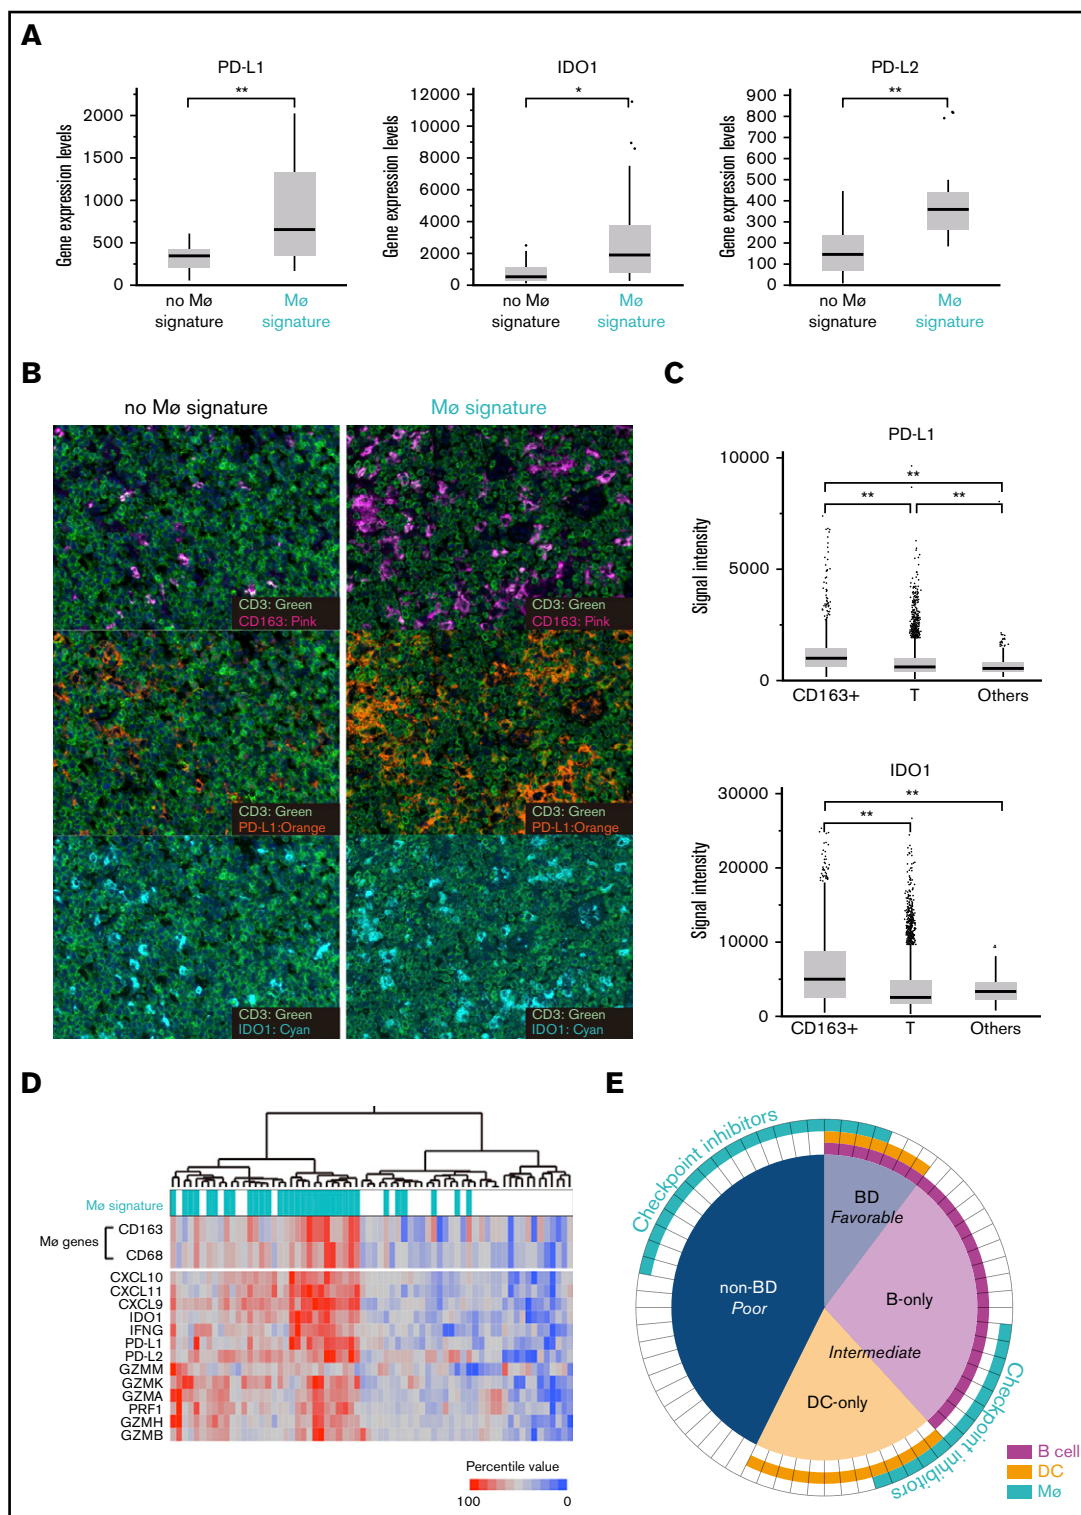 A
PD-L1
IDO1
PD-L2
**
*
**
Gene expression levels
2000
1500
1000
500
0
no Mø
signature
Mø
signature
Gene expression levels
12000
10000
8000
6000
4000
2000
0
no Mø
signature
Mø
signature
Gene expression levels
900
800
700
600
500
400
300
200
100
0
no Mø
signature
Mø
signature
B
no Mø signature
Mø signature
CD3: Green
CD163: Pink
CD3: Green
CD163: Pink
CD3: Green
PD-L1:Orange
CD3: Green
PD-L1:Orange
CD3: Green
IDO1: Cyan
CD3: Green
IDO1: Cyan
C
PD-L1
Signal intensity
10000
5000
0
**
**
**
CD163+
T
Others
IDO1
Signal intensity
30000
20000
10000
0
**
**
CD163+
T
Others
D
Mø signature
Mø genes
CD163
CD68
CXCL10
CXCL11
CXCL9
IDO1
IFNG
PD-L1
PD-L2
GZMM
GZMK
GZMA
PRF1
GZMH
GZMB
Percentile value
100
0
E
Checkpoint inhibitors
BD
Favorable
B-only
non-BD
Poor
Intermediate
DC-only
Checkpoint inhibitors
B cell
DC
Mø